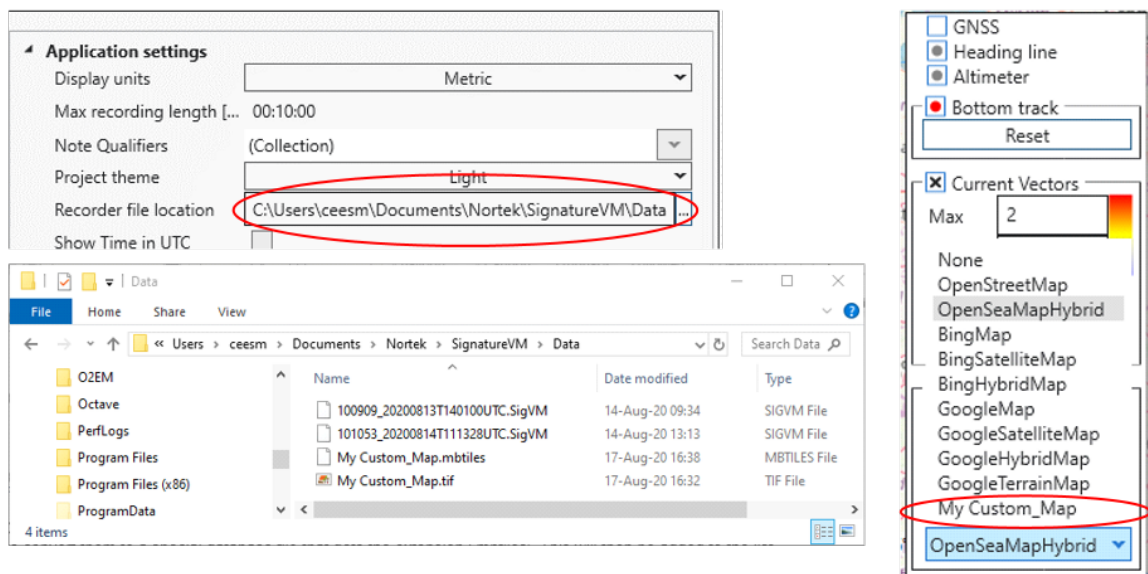 Application settings
Display units Metric
Max recording length [... 00:10:00
Note Qualifiers (Collection)
Project theme Light
Recorder file location C:\Users\ceesm\Documents\Nortek\SignatureVM\Data ...
Show Time in UTC
Data
File Home Share View
« Users > ceesm > Documents > Nortek > SignatureVM > Data Search Data
O2EM
Octave
PerfLogs
Program Files
Program Files (x86)
ProgramData
Name Date modified Type
100909_20200813T140100UTC.SigVM 14-Aug-20 09:34 SIGVM File
101053_20200814T111328UTC.SigVM 14-Aug-20 13:13 SIGVM File
My Custom_Map.mbtiles 17-Aug-20 16:38 MBTILES File
My Custom_Map.tif 17-Aug-20 16:32 TIF File
4 items
GNSS
Heading line
Altimeter
Bottom track
Reset
Current Vectors
Max 2
None
OpenStreetMap
OpenSeaMapHybrid
BingMap
BingSatelliteMap
BingHybridMap
GoogleMap
GoogleSatelliteMap
GoogleHybridMap
GoogleTerrainMap
My Custom_Map
OpenSeaMapHybrid